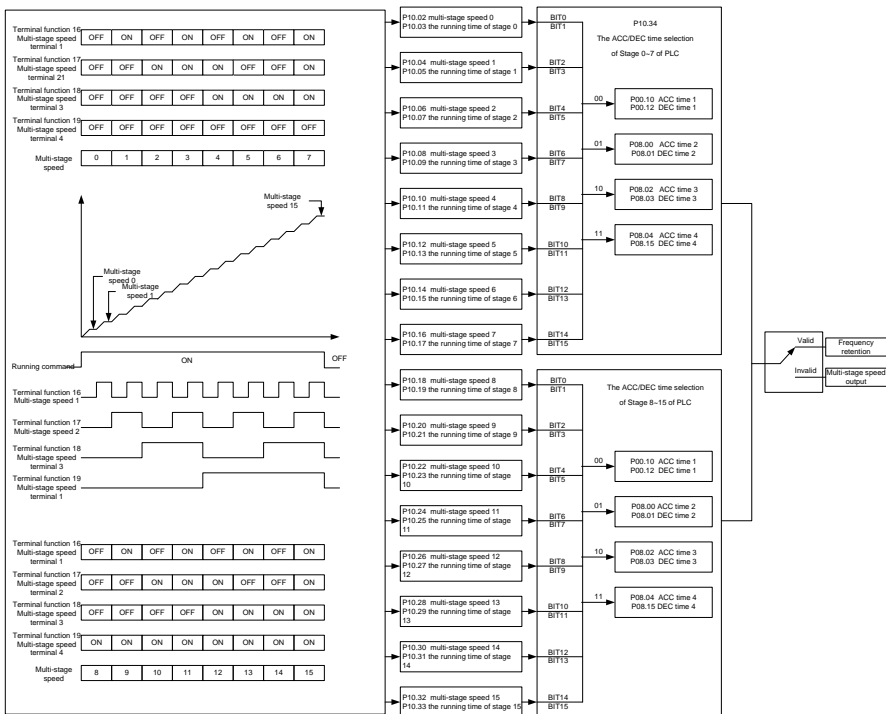 Terminal function 16
Multi-stage speed
terminal 1
OFF ON OFF ON OFF ON OFF ON
Terminal function 17
Multi-stage speed
terminal 21
OFF OFF ON ON ON OFF OFF ON
Terminal function 18
Multi-stage speed
terminal 3
OFF OFF OFF OFF ON ON ON ON
Terminal function 19
Multi-stage speed
terminal 4
OFF OFF OFF OFF OFF OFF OFF OFF
Multi-stage
speed
0 1 2 3 4 5 6 7
Multi-stage
speed 15
Multi-stage
speed 0
Multi-stage
speed 1
Running command
ON
OFF
Terminal function 16
Multi-stage speed 1
Terminal function 17
Multi-stage speed 2
Terminal function 18
Multi-stage speed
terminal 3
Terminal function 19
Multi-stage speed
terminal 1
Terminal function 16
Multi-stage speed
terminal 1
OFF ON OFF ON OFF ON OFF ON
Terminal function 17
Multi-stage speed
terminal 2
OFF OFF ON ON OFF OFF OFF ON
Terminal function 18
Multi-stage speed
terminal 3
OFF OFF OFF OFF ON ON ON ON
Terminal function 19
Multi-stage speed
terminal 4
ON ON ON ON ON ON ON ON
Multi-stage
speed
8 9 10 11 12 13 14 15
P10.02 multi-stage speed 0
P10.03 the running time of stage 0
P10.04 multi-stage speed 1
P10.05 the running time of stage 1
P10.06 multi-stage speed 2
P10.07 the running time of stage 2
P10.08 multi-stage speed 3
P10.09 the running time of stage 3
P10.10 multi-stage speed 4
P10.11 the running time of stage 4
P10.12 multi-stage speed 5
P10.13 the running time of stage 5
P10.14 multi-stage speed 6
P10.15 the running time of stage 6
P10.16 multi-stage speed 7
P10.17 the running time of stage 7
P10.18 multi-stage speed 8
P10.19 the running time of stage 8
P10.20 multi-stage speed 9
P10.21 the running time of stage 9
P10.22 multi-stage speed 10
P10.23 the running time of stage
10
P10.24 multi-stage speed 11
P10.25 the running time of stage
11
P10.26 multi-stage speed 12
P10.27 the running time of stage
12
P10.28 multi-stage speed 13
P10.29 the running time of stage
13
P10.30 multi-stage speed 14
P10.31 the running time of stage
14
P10.32 multi-stage speed 15
P10.33 the running time of stage 15
BIT0
BIT1
BIT2
BIT3
BIT4
BIT5
BIT6
BIT7
BIT8
BIT9
BIT10
BIT11
BIT12
BIT13
BIT14
BIT15
P10.34
The ACC/DEC time selection
of Stage 0~7 of PLC
00
P00.10 ACC time 1
P00.12 DEC time 1
01
P08.00 ACC time 2
P08.01 DEC time 2
10
P08.02 ACC time 3
P08.03 DEC time 3
11
P08.04 ACC time 4
P08.15 DEC time 4
BIT0
BIT1
BIT2
BIT3
BIT4
BIT5
BIT6
BIT7
BIT8
BIT9
BIT10
BIT11
BIT12
BIT13
BIT14
BIT15
The ACC/DEC time selection
of Stage 8~15 of PLC
00
P00.10 ACC time 1
P00.12 DEC time 1
01
P08.00 ACC time 2
P08.01 DEC time 2
10
P08.02 ACC time 3
P08.03 DEC time 3
11
P08.04 ACC time 4
P08.15 DEC time 4
Valid
Frequency
retention
Invalid
Multi-stage speed
output